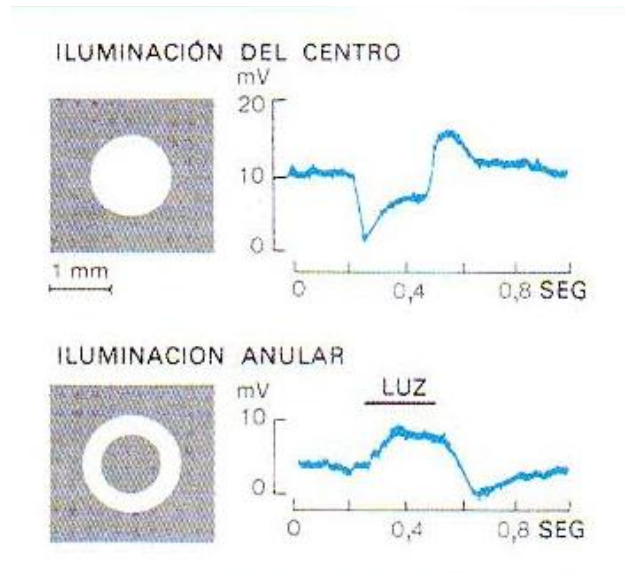 ILUMINACIÓN DEL CENTRO
mV
20
10
0
1 mm
0 0,4 0,8 SEG
ILUMINACION ANULAR
mV
LUZ
10
0
0 0,4 0,8 SEG